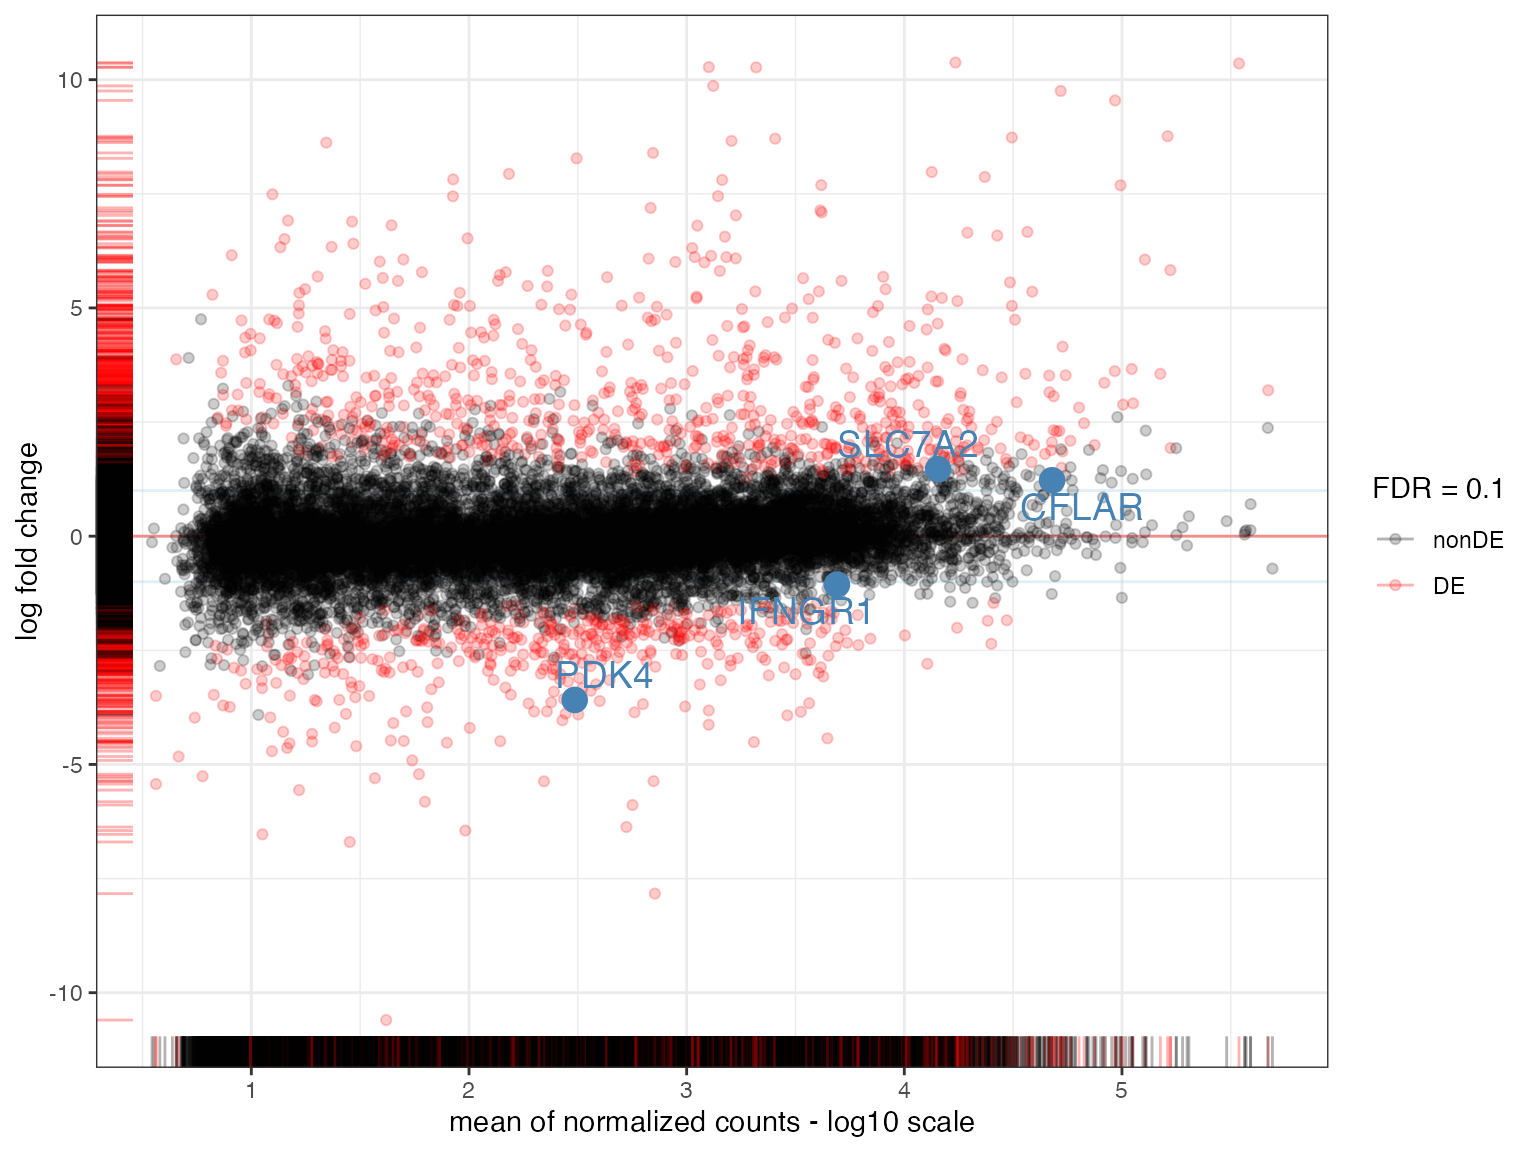 10
5
0
-5
-10
log fold change
SLC7A2
CFLAR
IFNGR1
PDK4
1
2
3
4
5
mean of normalized counts - log10 scale
FDR = 0.1
nonDE
DE